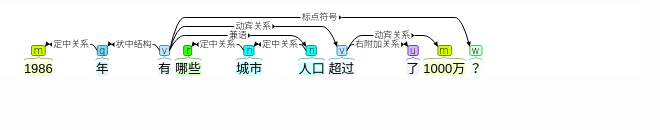 标点符号
动宾关系
兼语 动宾关系
定中关系 状中结构 定中关系 定中关系 右附加关系
m q v r n n v u m w
1986 年 有 哪些 城市 人口 超过 了 1000万 ？